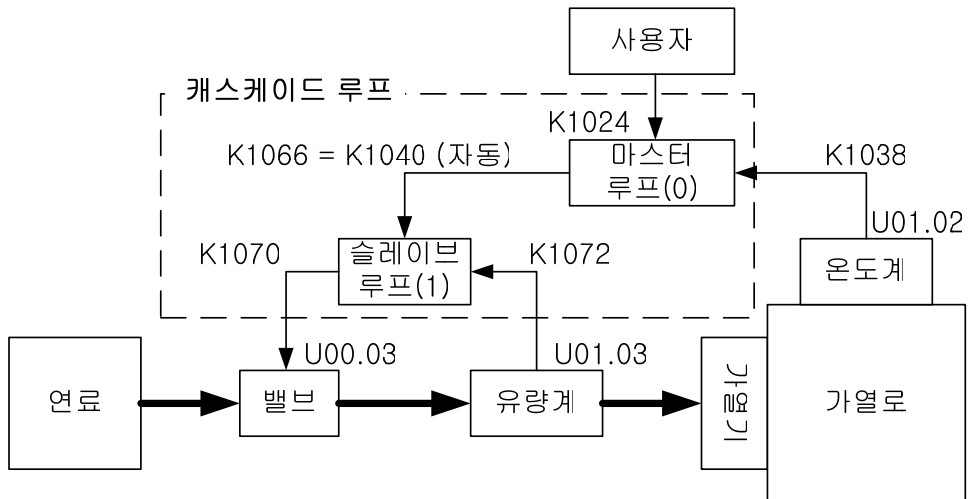 사용자
캐스케이드 루프
K1024
K1066 = K1040 (자동)
마스터
루프(0)
K1038
U01.02
K1070
슬레이브
루프(1)
K1072
온도계
U00.03
U01.03
연료
밸브
유량계
가열기
가열로